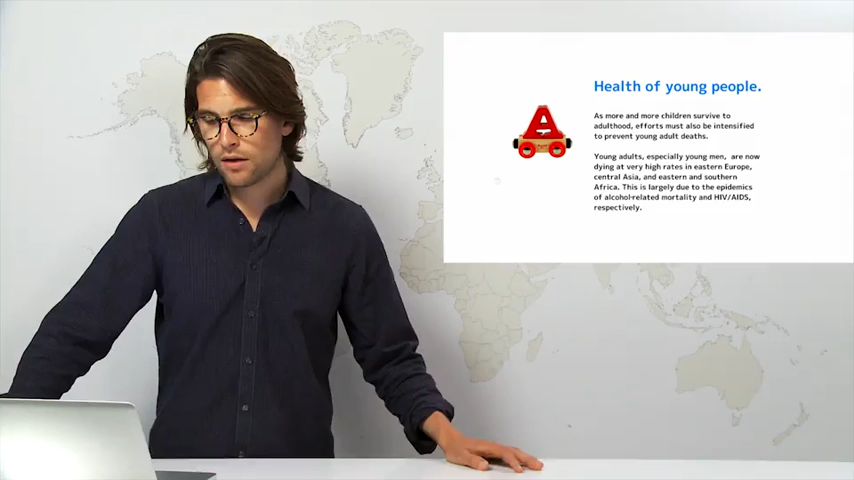 Health of young people.
A
As more and more children survive to
adulthood, efforts must also be intensified
to prevent young adult deaths.
Young adults, especially young men, are now
dying at very high rates in eastern Europe,
central Asia, and eastern and southern
Africa. This is largely due to the epidemics
of alcohol-related mortality and HIV/AIDS,
respectively.